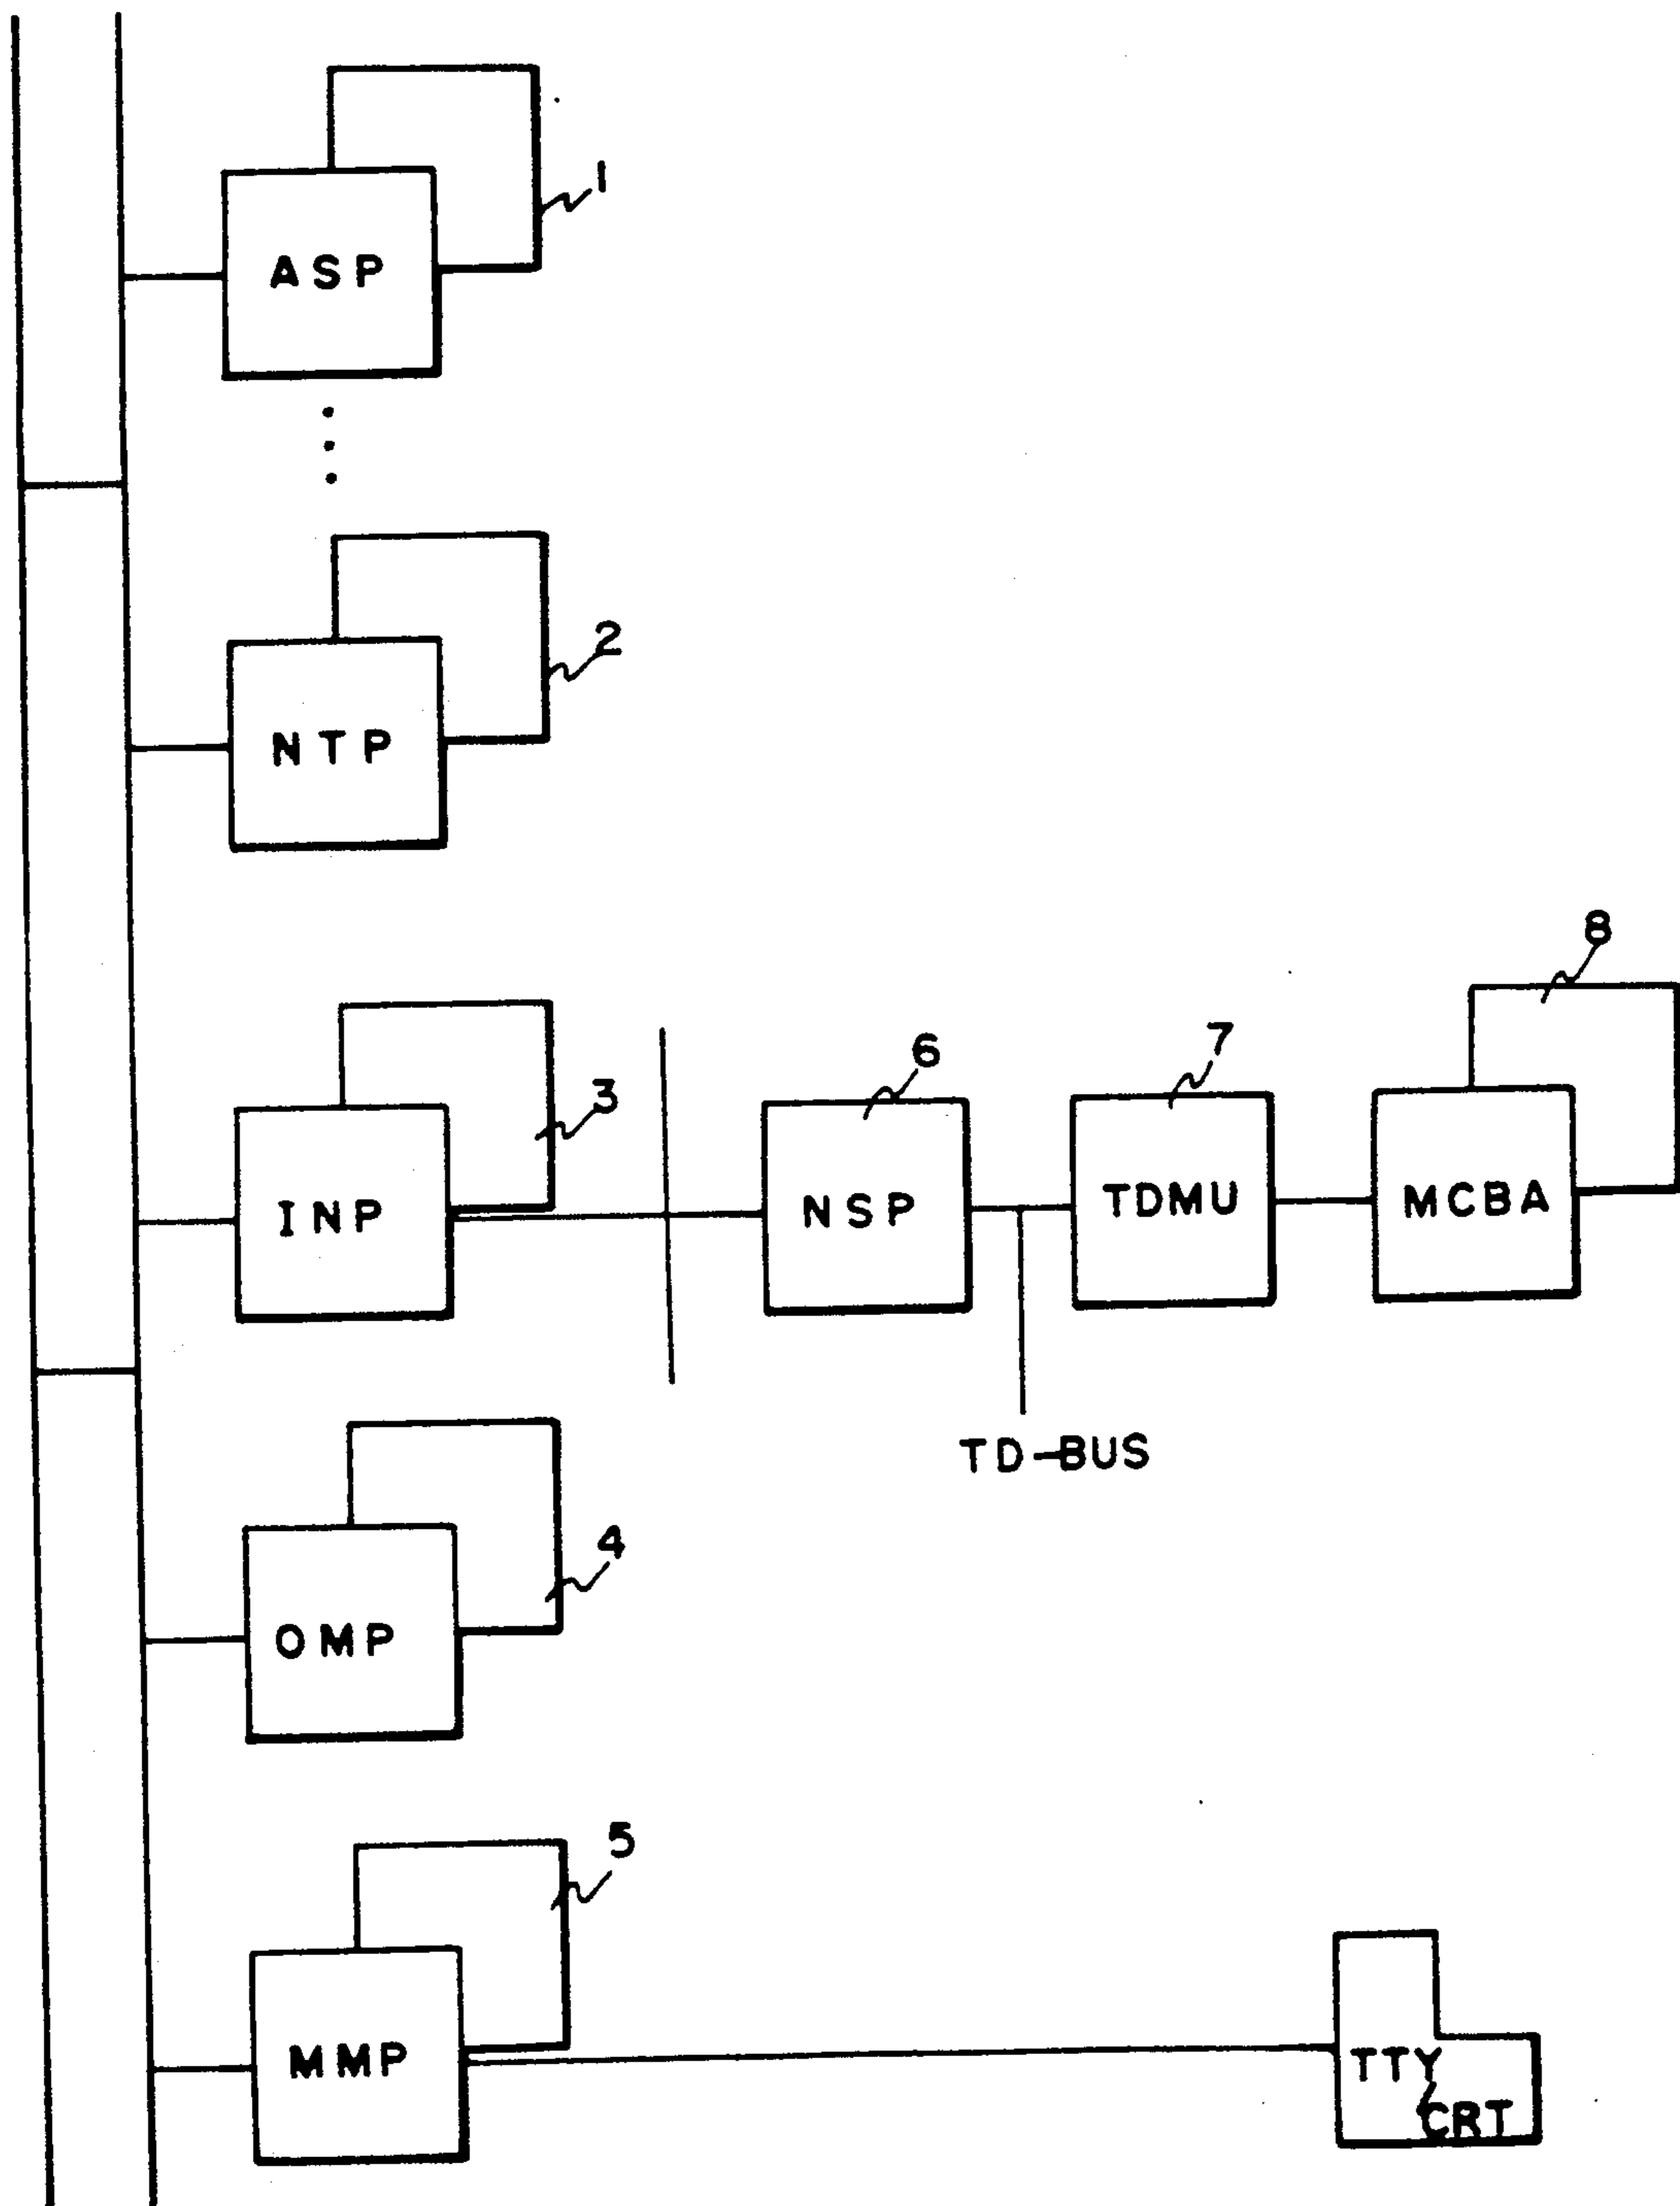 1
ASP
2
NTP
8
6
7
3
INP
NSP
TDMU
MCBA
TD-BUS
4
OMP
5
MMP
TTY/
CRT